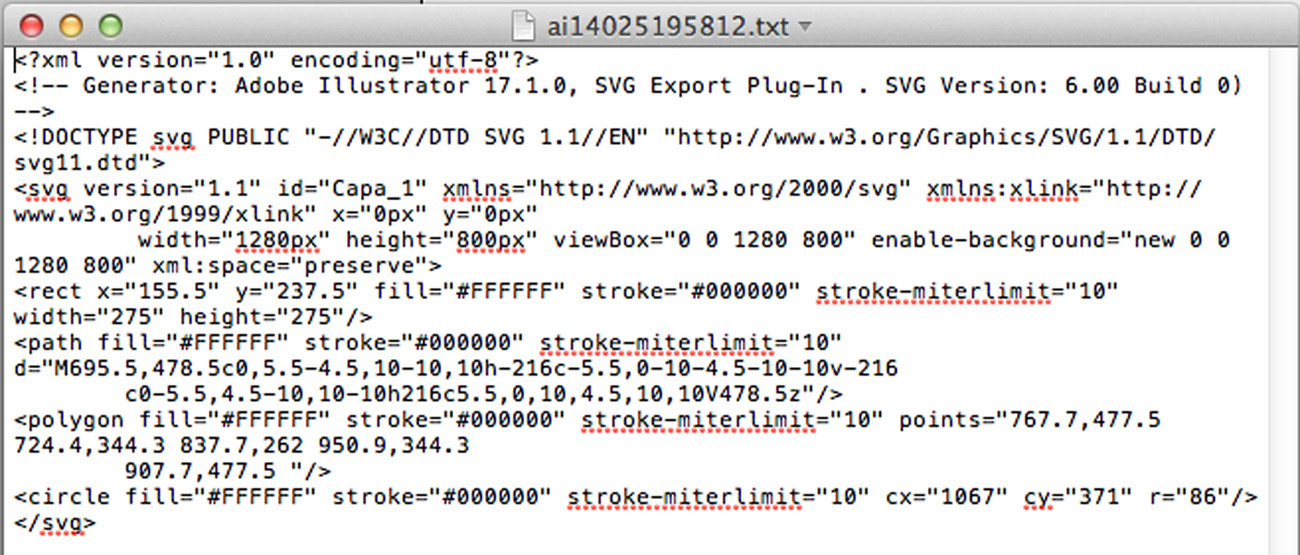 ai14025195812.txt
<?xml version="1.0" encoding="utf-8"?>
<!-- Generator: Adobe Illustrator 17.1.0, SVG Export Plug-In . SVG Version: 6.00 Build 0)
-->
<!DOCTYPE svg PUBLIC "-//W3C//DTD SVG 1.1//EN" "http://www.w3.org/Graphics/SVG/1.1/DTD/
svg11.dtd">
<svg version="1.1" id="Capa_1" xmlns="http://www.w3.org/2000/svg" xmlns:xlink="http://
www.w3.org/1999/xlink" x="0px" y="0px"
	 width="1280px" height="800px" viewBox="0 0 1280 800" enable-background="new 0 0
1280 800" xml:space="preserve">
<rect x="155.5" y="237.5" fill="#FFFFFF" stroke="#000000" stroke-miterlimit="10"
width="275" height="275"/>
<path fill="#FFFFFF" stroke="#000000" stroke-miterlimit="10"
d="M695.5,478.5c0,5.5-4.5,10-10,10h-216c-5.5,0-10-4.5-10-10v-216
	c0-5.5,4.5-10,10-10h216c5.5,0,10,4.5,10,10V478.5z"/>
<polygon fill="#FFFFFF" stroke="#000000" stroke-miterlimit="10" points="767.7,477.5
724.4,344.3 837.7,262 950.9,344.3
	907.7,477.5 "/>
<circle fill="#FFFFFF" stroke="#000000" stroke-miterlimit="10" cx="1067" cy="371" r="86"/>
</svg>